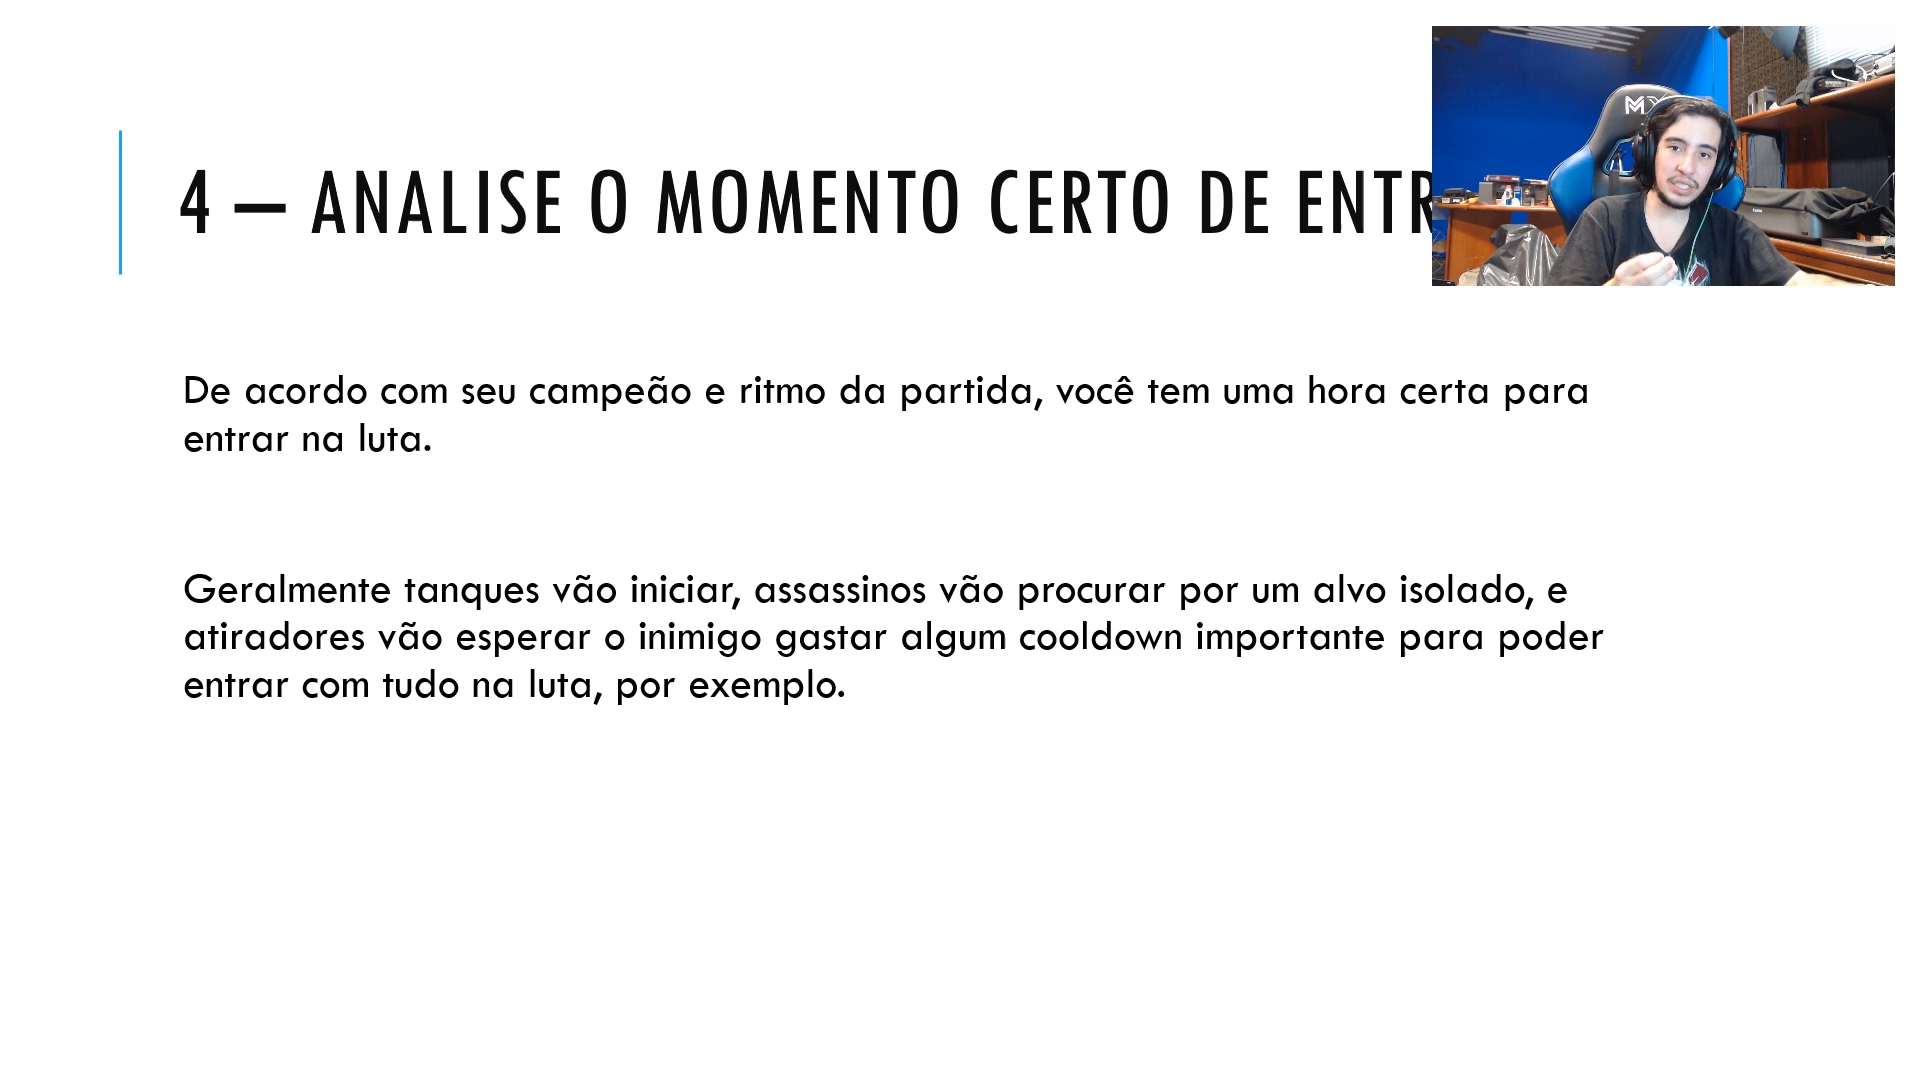 4 – ANALISE O MOMENTO CERTO DE ENTR
De acordo com seu campeão e ritmo da partida, você tem uma hora certa para
entrar na luta.
Geralmente tanques vão iniciar, assassinos vão procurar por um alvo isolado, e
atiradores vão esperar o inimigo gastar algum cooldown importante para poder
entrar com tudo na luta, por exemplo.